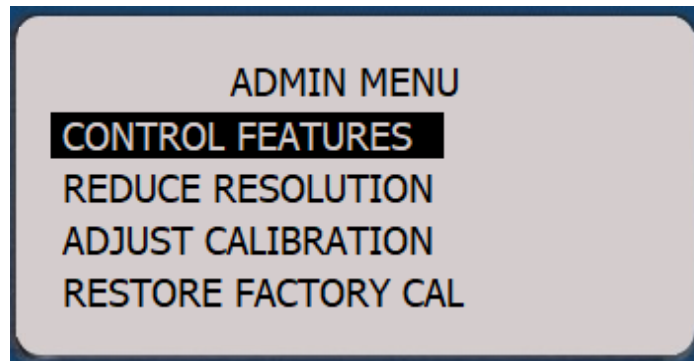 ADMIN MENU
CONTROL FEATURES
REDUCE RESOLUTION
ADJUST CALIBRATION
RESTORE FACTORY CAL